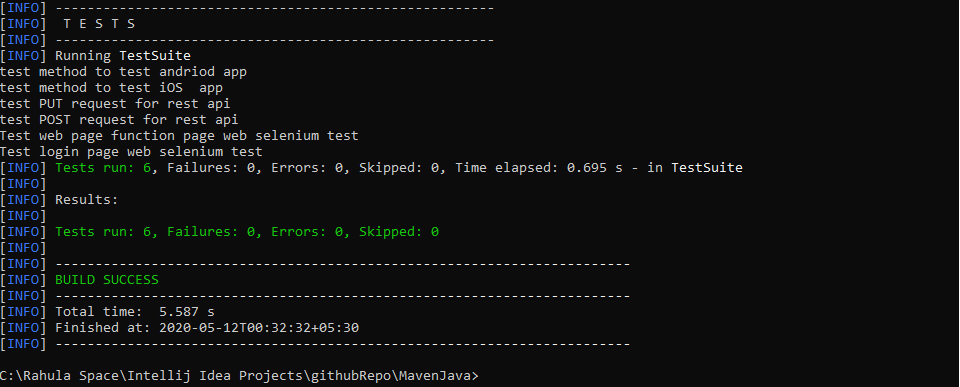 [INFO] -------------------------------------------------------
[INFO]  T E S T S
[INFO] -------------------------------------------------------
[INFO] Running TestSuite
test method to test andriod app
test method to test iOS  app
test PUT request for rest api
test POST request for rest api
Test web page function page web selenium test
Test login page web selenium test
[INFO] Tests run: 6, Failures: 0, Errors: 0, Skipped: 0, Time elapsed: 0.695 s - in TestSuite
[INFO]
[INFO] Results:
[INFO]
[INFO] Tests run: 6, Failures: 0, Errors: 0, Skipped: 0
[INFO]
[INFO] ------------------------------------------------------------------------
[INFO] BUILD SUCCESS
[INFO] ------------------------------------------------------------------------
[INFO] Total time:  5.587 s
[INFO] Finished at: 2020-05-12T00:32:32+05:30
[INFO] ------------------------------------------------------------------------
C:\Rahula Space\Intellij Idea Projects\githubRepo\MavenJava>